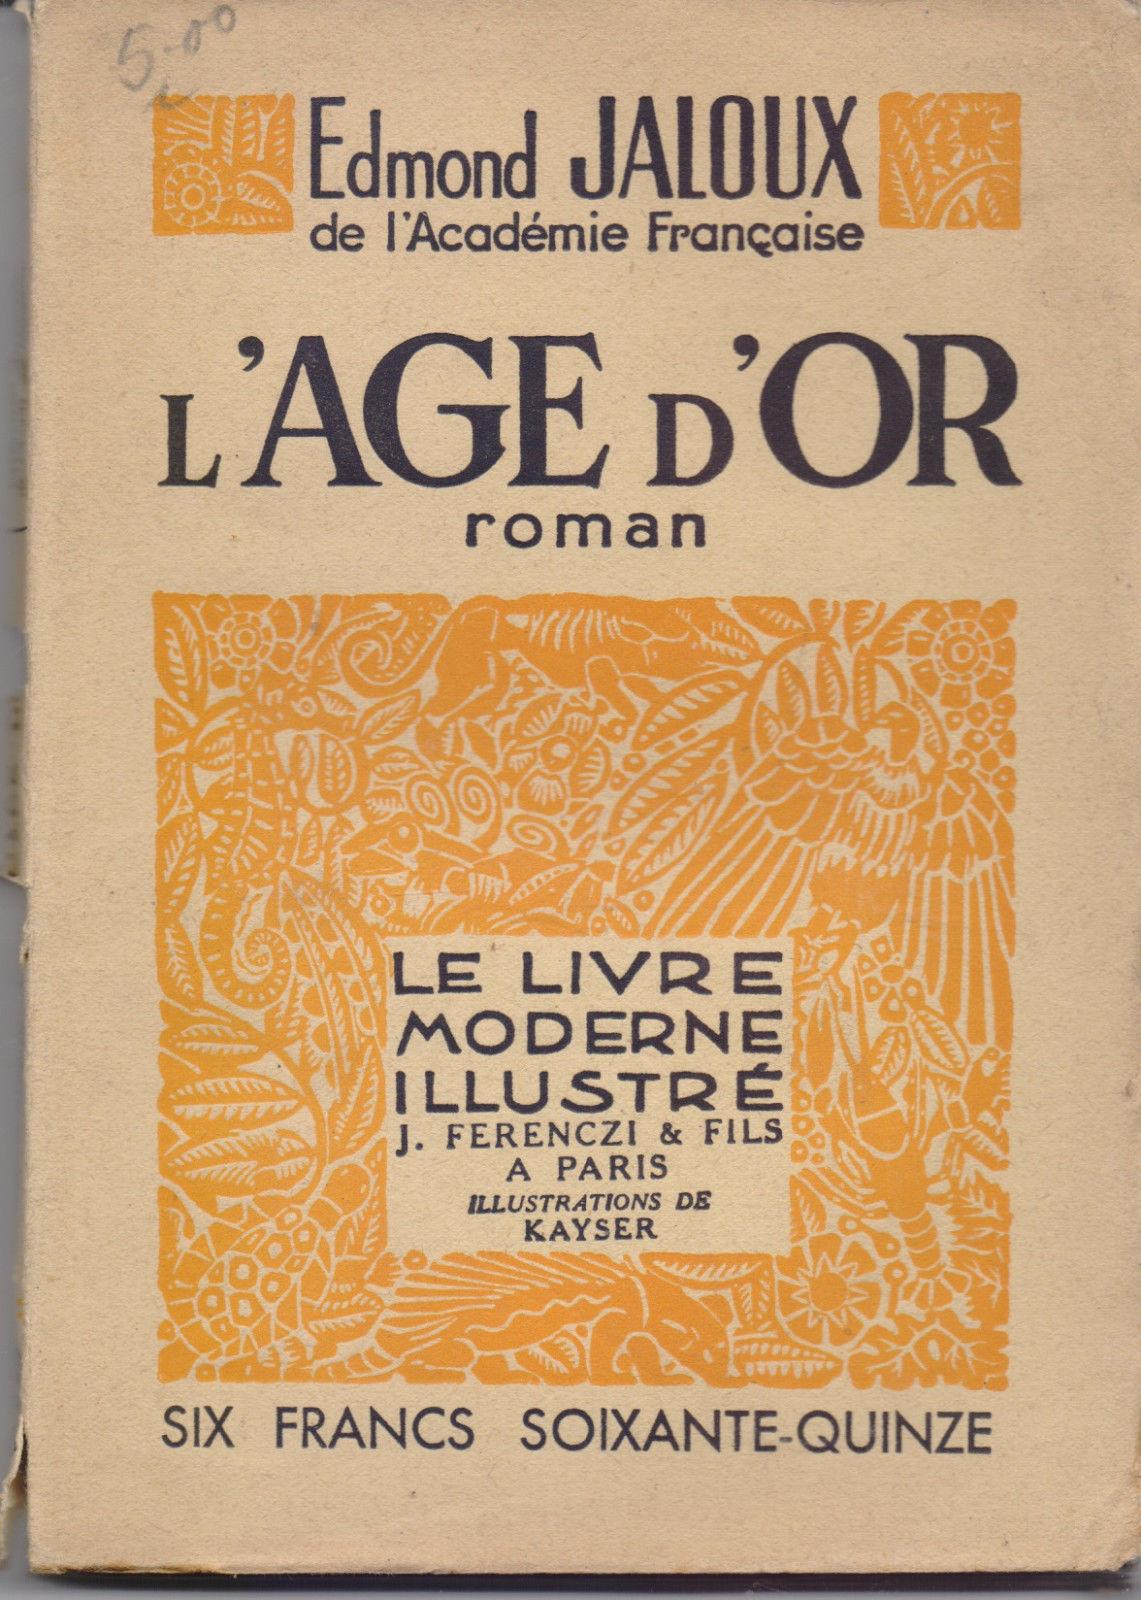 5.00
Edmond JALOUX
de l'Académie Française
L'AGE D'OR
roman
LE LIVRE
MODERNE
ILLUSTRÉ
J. FERENCZI & FILS
A PARIS
ILLUSTRATIONS DE
KAYSER
SIX FRANCS SOIXANTE-QUINZE